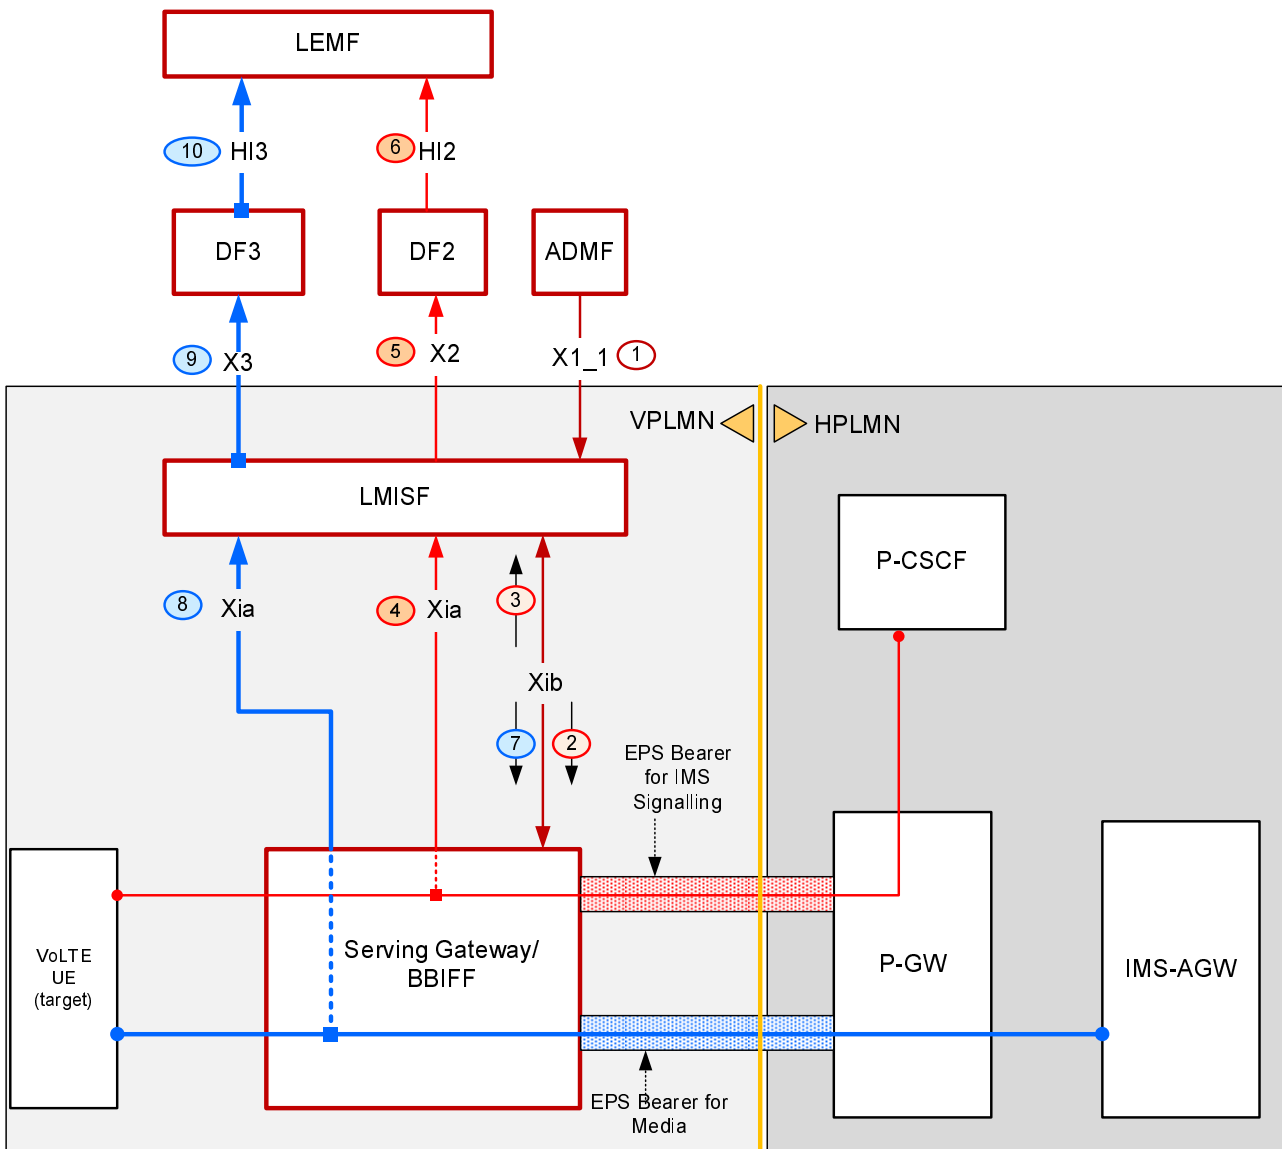 LEMF
10
HI3
6
HI2
DF3
DF2
ADMF
9
X3
5
X2
X1_1
1
VPLMN
HPLMN
LMISF
P-CSCF
8
Xia
4
Xia
3
Xib
7
2
EPS Bearer
for IMS
Signalling
VoLTE
UE
(target)
Serving Gateway/
BBIFF
P-GW
IMS-AGW
EPS Bearer for
Media